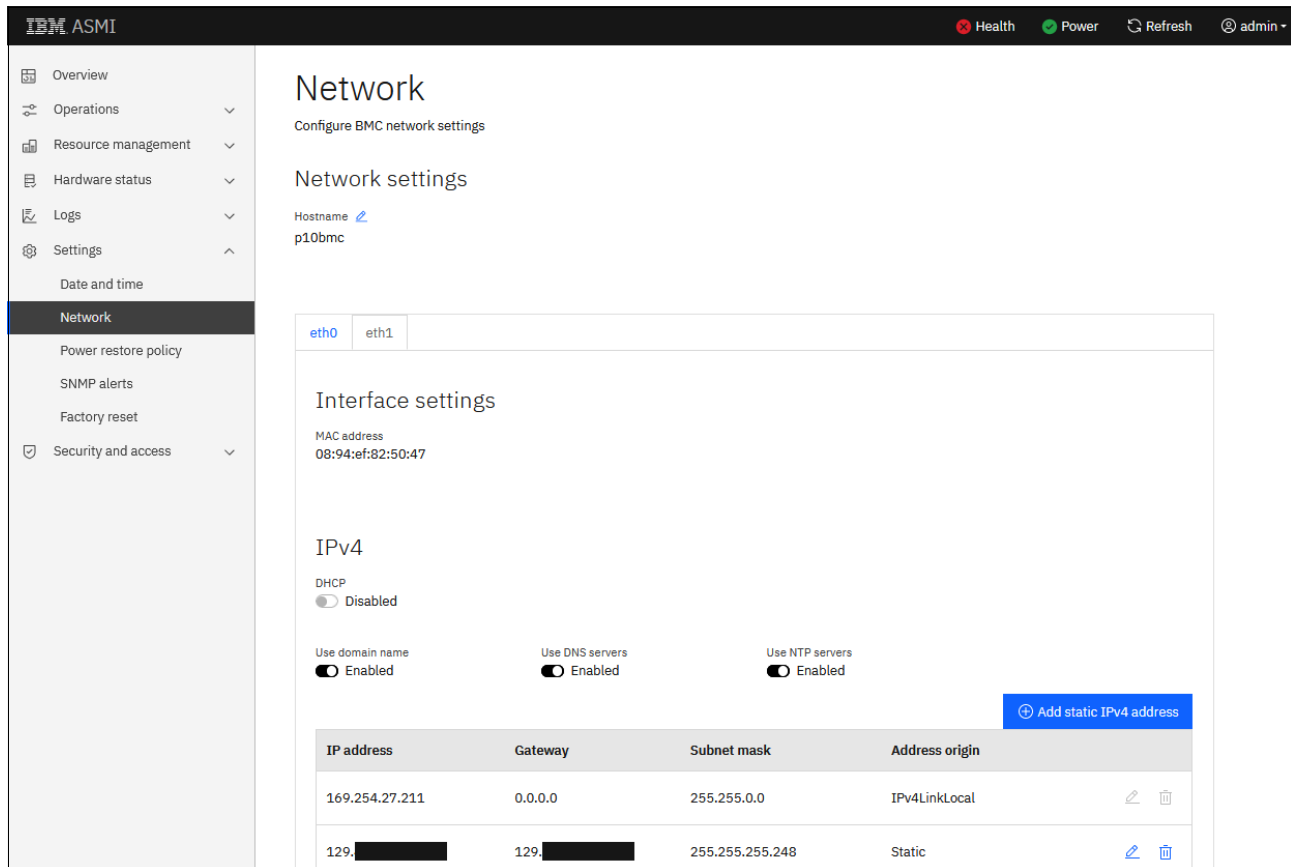 IBM ASMI
Health
Power
Refresh
admin
Overview
Operations
Resource management
Hardware status
Logs
Settings
Date and time
Network
Power restore policy
SNMP alerts
Factory reset
Security and access
Network
Configure BMC network settings
Network settings
Hostname
p10bmc
eth0 eth1
Interface settings
MAC address
08:94:ef:82:50:47
IPv4
DHCP
Disabled
Use domain name Use DNS servers Use NTP servers
Enabled Enabled Enabled
Add static IPv4 address
IP address Gateway Subnet mask Address origin
169.254.27.211 0.0.0.0 255.255.0.0 IPv4LinkLocal
129. 129. 255.255.255.248 Static